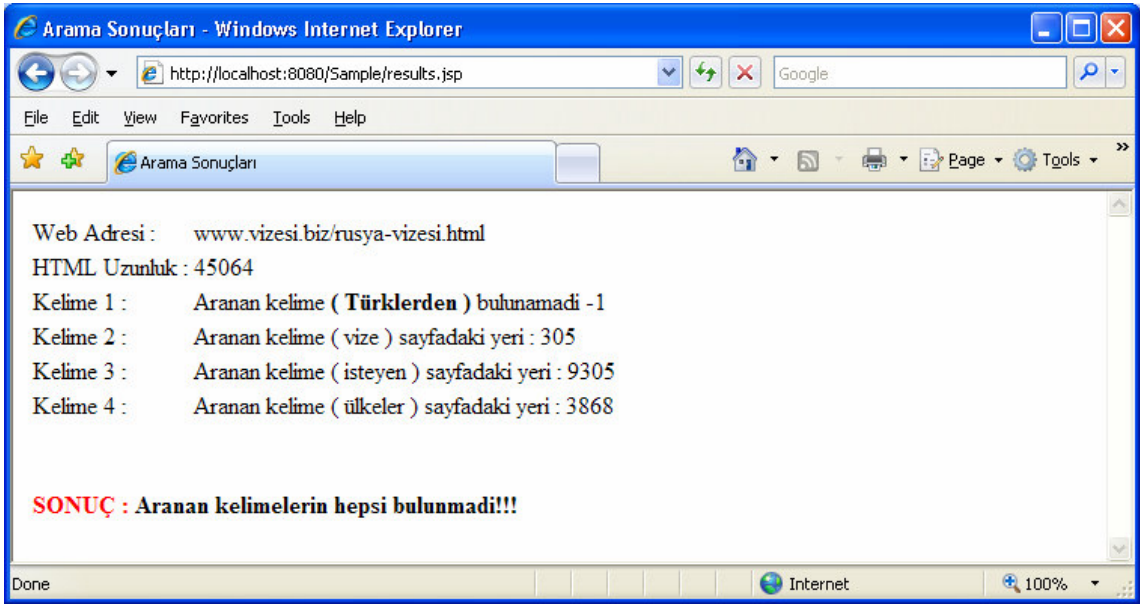 Arama Sonuçları - Windows Internet Explorer
http://localhost:8080/Sample/results.jsp
Google
File Edit View Favorites Tools Help
Arama Sonuçları
Page Tools »
Web Adresi : www.vizesi.biz/rusya-vizesi.html
HTML Uzunluk : 45064
Kelime 1 : Aranan kelime ( Türklerden ) bulunamadi -1
Kelime 2 : Aranan kelime ( vize ) sayfadaki yeri : 305
Kelime 3 : Aranan kelime ( isteyen ) sayfadaki yeri : 9305
Kelime 4 : Aranan kelime ( ülkeler ) sayfadaki yeri : 3868
SONUÇ : Aranan kelimelerin hepsi bulunmadi!!!
Done Internet 100%